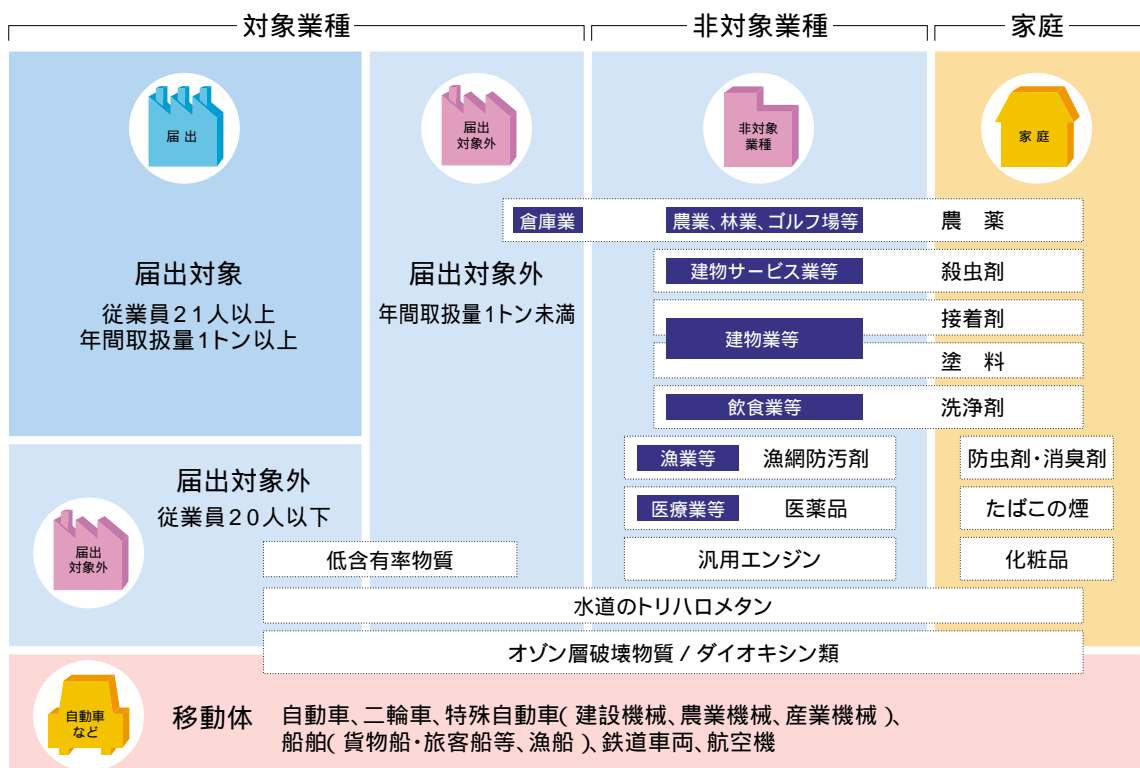 対象業種
非対象業種
家庭
届出
届出
対象外
非対象
業種
家庭
倉庫業
農業、林業、ゴルフ場等
農 薬
届出対象
従業員21人以上
年間取扱量1トン以上
届出対象外
年間取扱量1トン未満
建物サービス業等
殺虫剤
接着剤
建物業等
塗 料
飲食業等
洗浄剤
漁業等
漁網防汚剤
防虫剤・消臭剤
届出対象外
従業員20人以下
医療業等
医薬品
たばこの煙
届出
対象外
低含有率物質
汎用エンジン
化粧品
水道のトリハロメタン
オゾン層破壊物質/ダイオキシン類
自動車
など
移動体
自動車、二輪車、特殊自動車(建設機械、農業機械、産業機械)、
船舶(貨物船・旅客船等、漁船)、鉄道車両、航空機